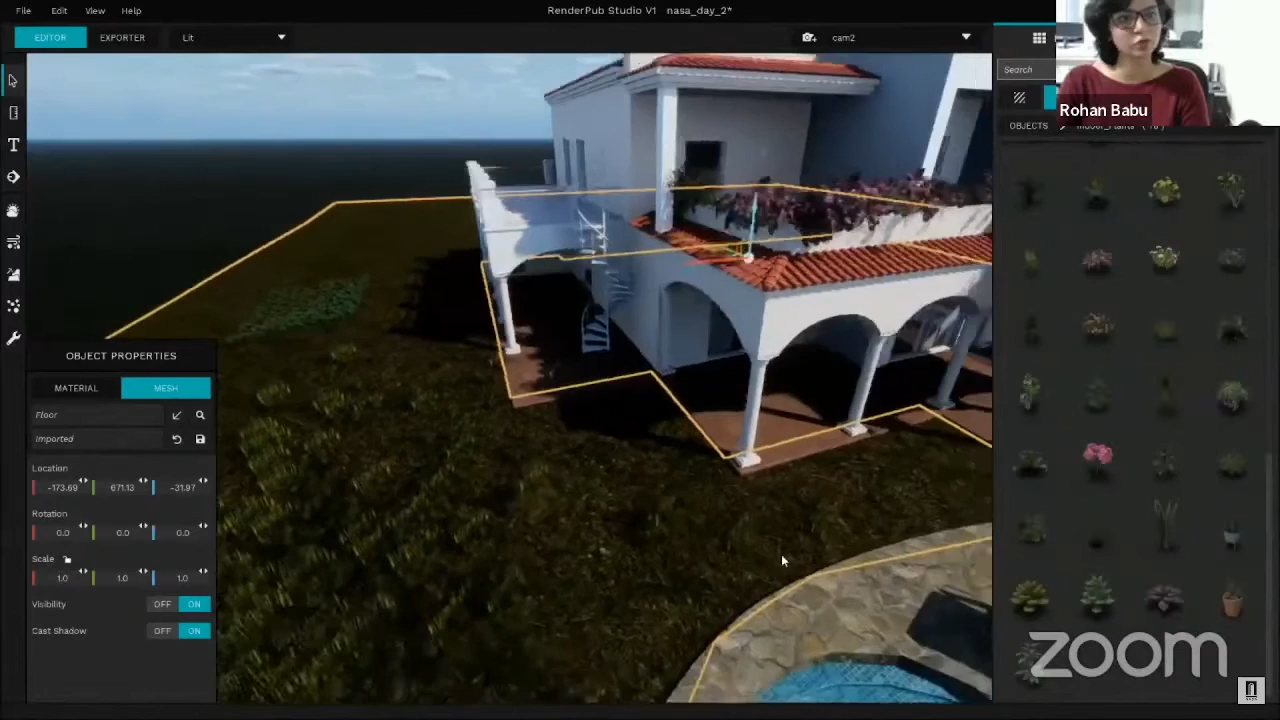 File Edit View Help
RenderPub Studio V1 nasa_day_2*
EDITOR EXPORTER Lit
cam2
Search
Rohan Babu
OBJECTS
OBJECT PROPERTIES
MATERIAL MESH
Floor
Imported
Location
-173.69 671.13 -31.97
Rotation
0.0 0.0 0.0
Scale
1.0 1.0 1.0
Visibility OFF ON
Cast Shadow OFF ON
zoom